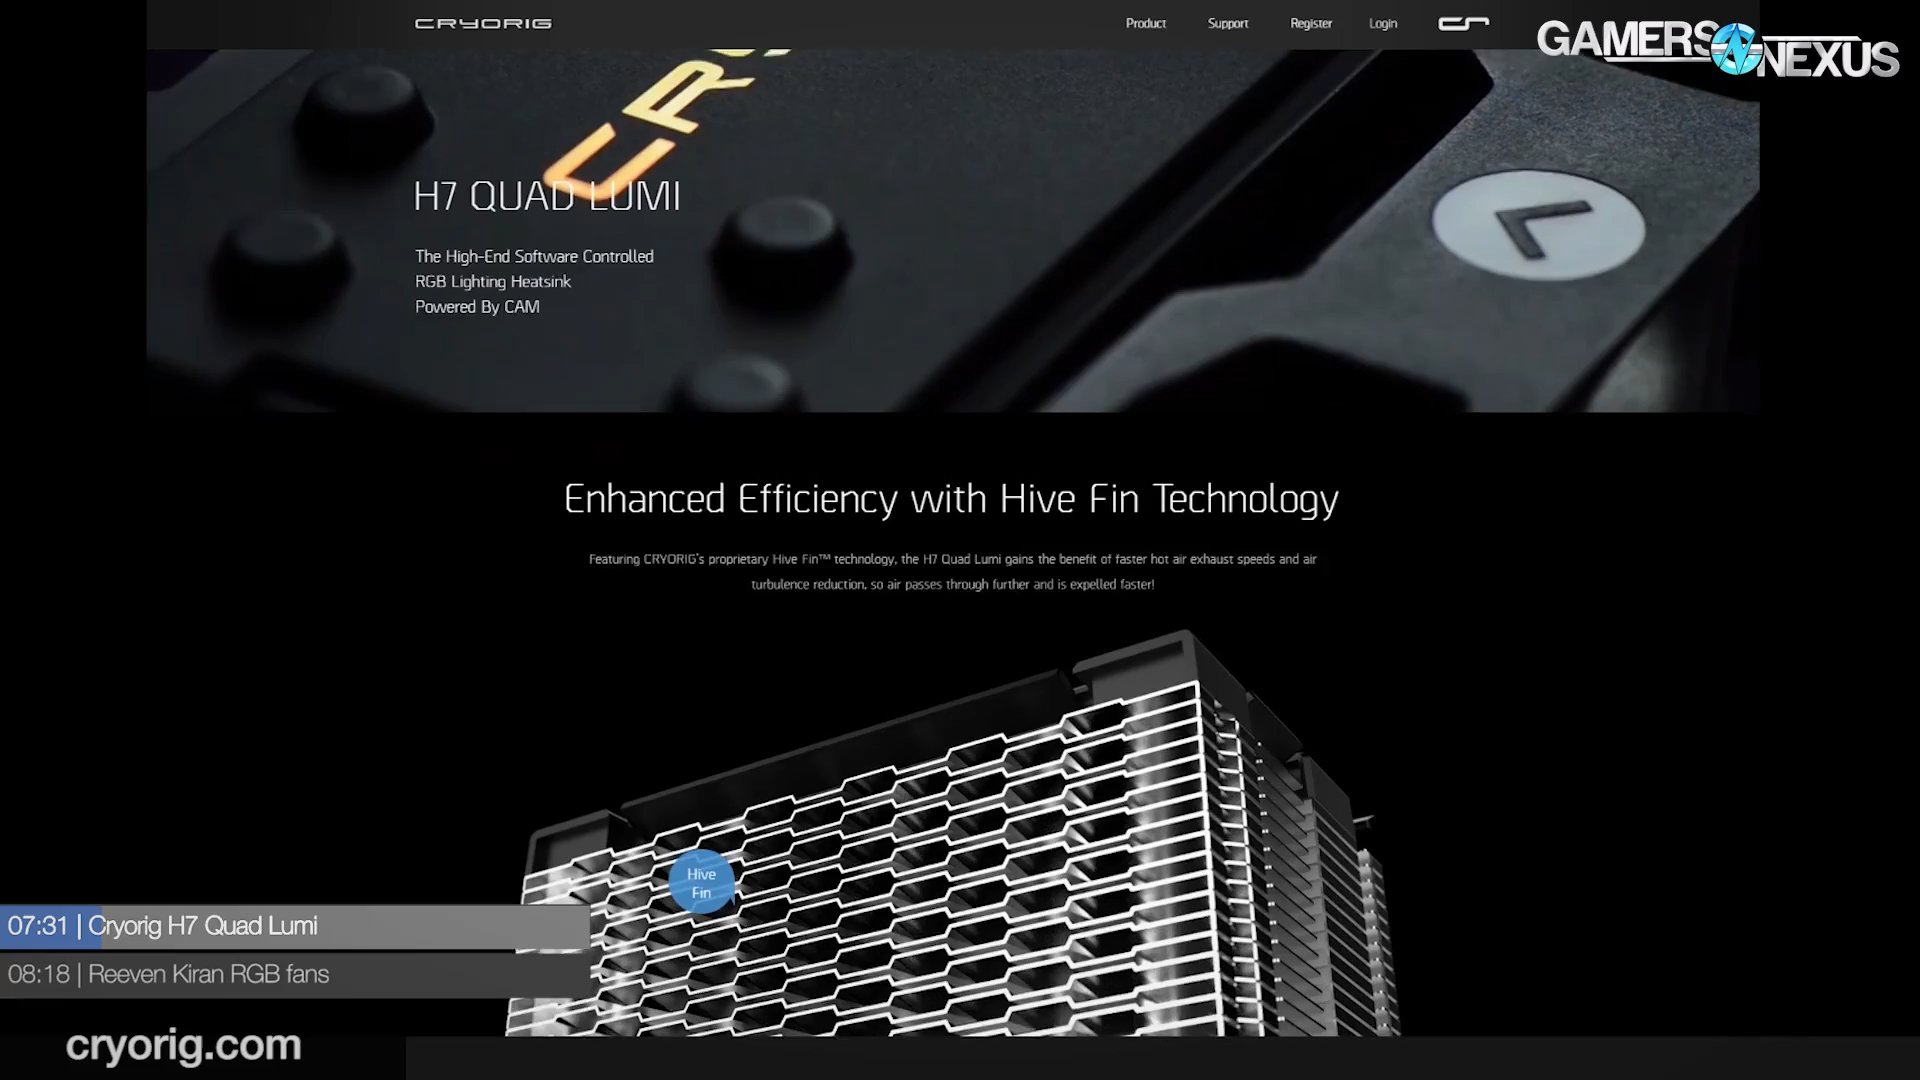 CRYORIG
Product
Support
Register
Login
GAMERS NEXUS
H7 QUAD LUMI
The High-End Software Controlled
RGB Lighting Heatsink
Powered By CAM
Enhanced Efficiency with Hive Fin Technology
Featuring CRYORIG's proprietary Hive Fin™ technology, the H7 Quad Lumi gains the benefit of faster hot air exhaust speeds and air
turbulence reduction, so air passes through further and is expelled faster!
Hive
Fin
07:31 | Cryorig H7 Quad Lumi
08:18 | Reeven Kiran RGB fans
cryorig.com